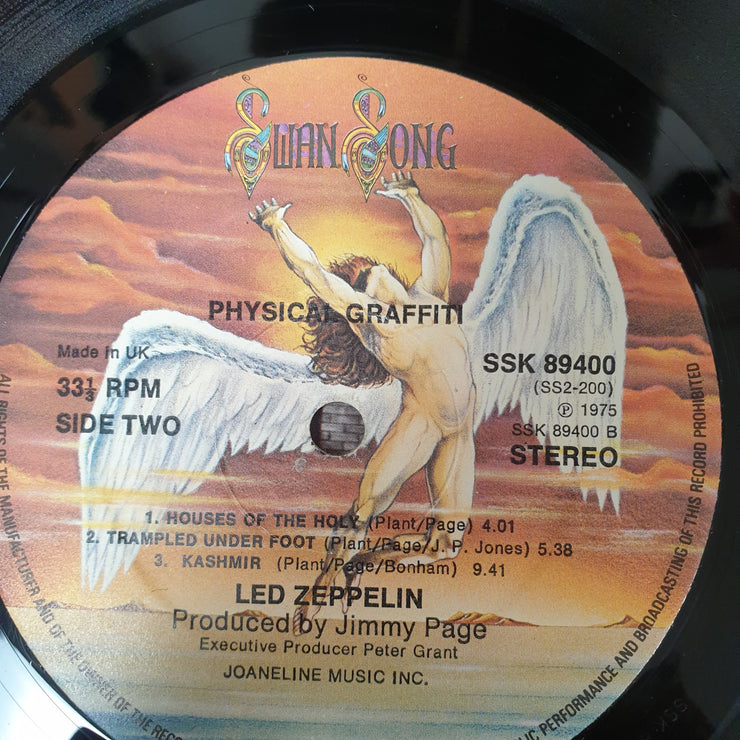 SWAN SONG
PHYSICAL GRAFFITI
Made in UK
33⅓ RPM
SIDE TWO
SSK 89400
(SS2-200)
Ⓟ 1975
SSK 89400 B
STEREO
1. HOUSES OF THE HOLY (Plant/Page) 4.01
2. TRAMPLED UNDER FOOT (Plant/Page/J. P. Jones) 5.38
3. KASHMIR (Plant/Page/Bonham) 9.41
LED ZEPPELIN
Produced by Jimmy Page
Executive Producer Peter Grant
JOANELINE MUSIC INC.
ALL RIGHTS OF THE MANUFACTURER AND OF THE OWNER OF THE
PERFORMANCE AND BROADCASTING OF THIS RECORD PROHIBITED